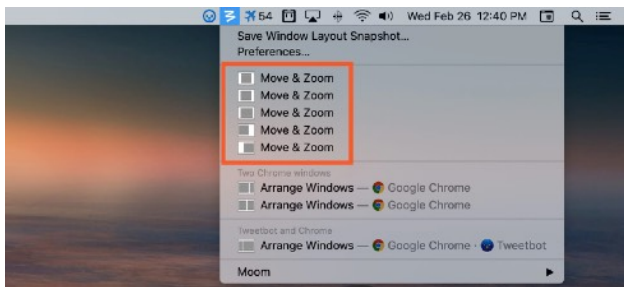 54 Wed Feb 26 12:40 PM
Save Window Layout Snapshot...
Preferences...
Move & Zoom
Move & Zoom
Move & Zoom
Move & Zoom
Move & Zoom
Two Chrome windows
Arrange Windows — Google Chrome
Arrange Windows — Google Chrome
Tweetbot and Chrome
Arrange Windows — Google Chrome · Tweetbot
Moom